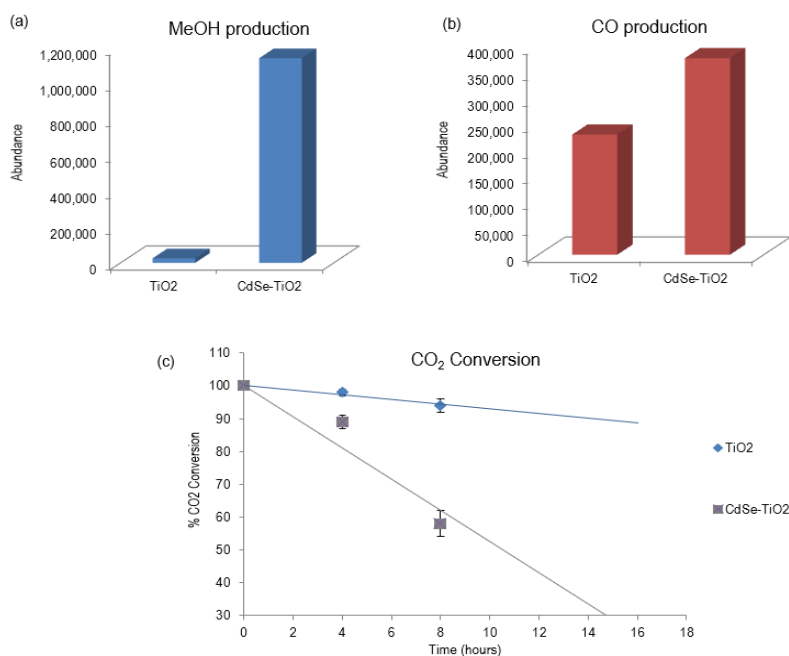 (a)
MeOH production
Abundance
1,200,000
1,000,000
800,000
600,000
400,000
200,000
0
TiO2
CdSe-TiO2
(b)
CO production
Abundance
400,000
350,000
300,000
250,000
200,000
150,000
100,000
50,000
0
TiO2
CdSe-TiO2
(c)
CO₂ Conversion
% CO2 Conversion
110
100
90
80
70
60
50
40
30
0 2 4 6 8 10 12 14 16 18
Time (hours)
TiO2
CdSe-TiO2